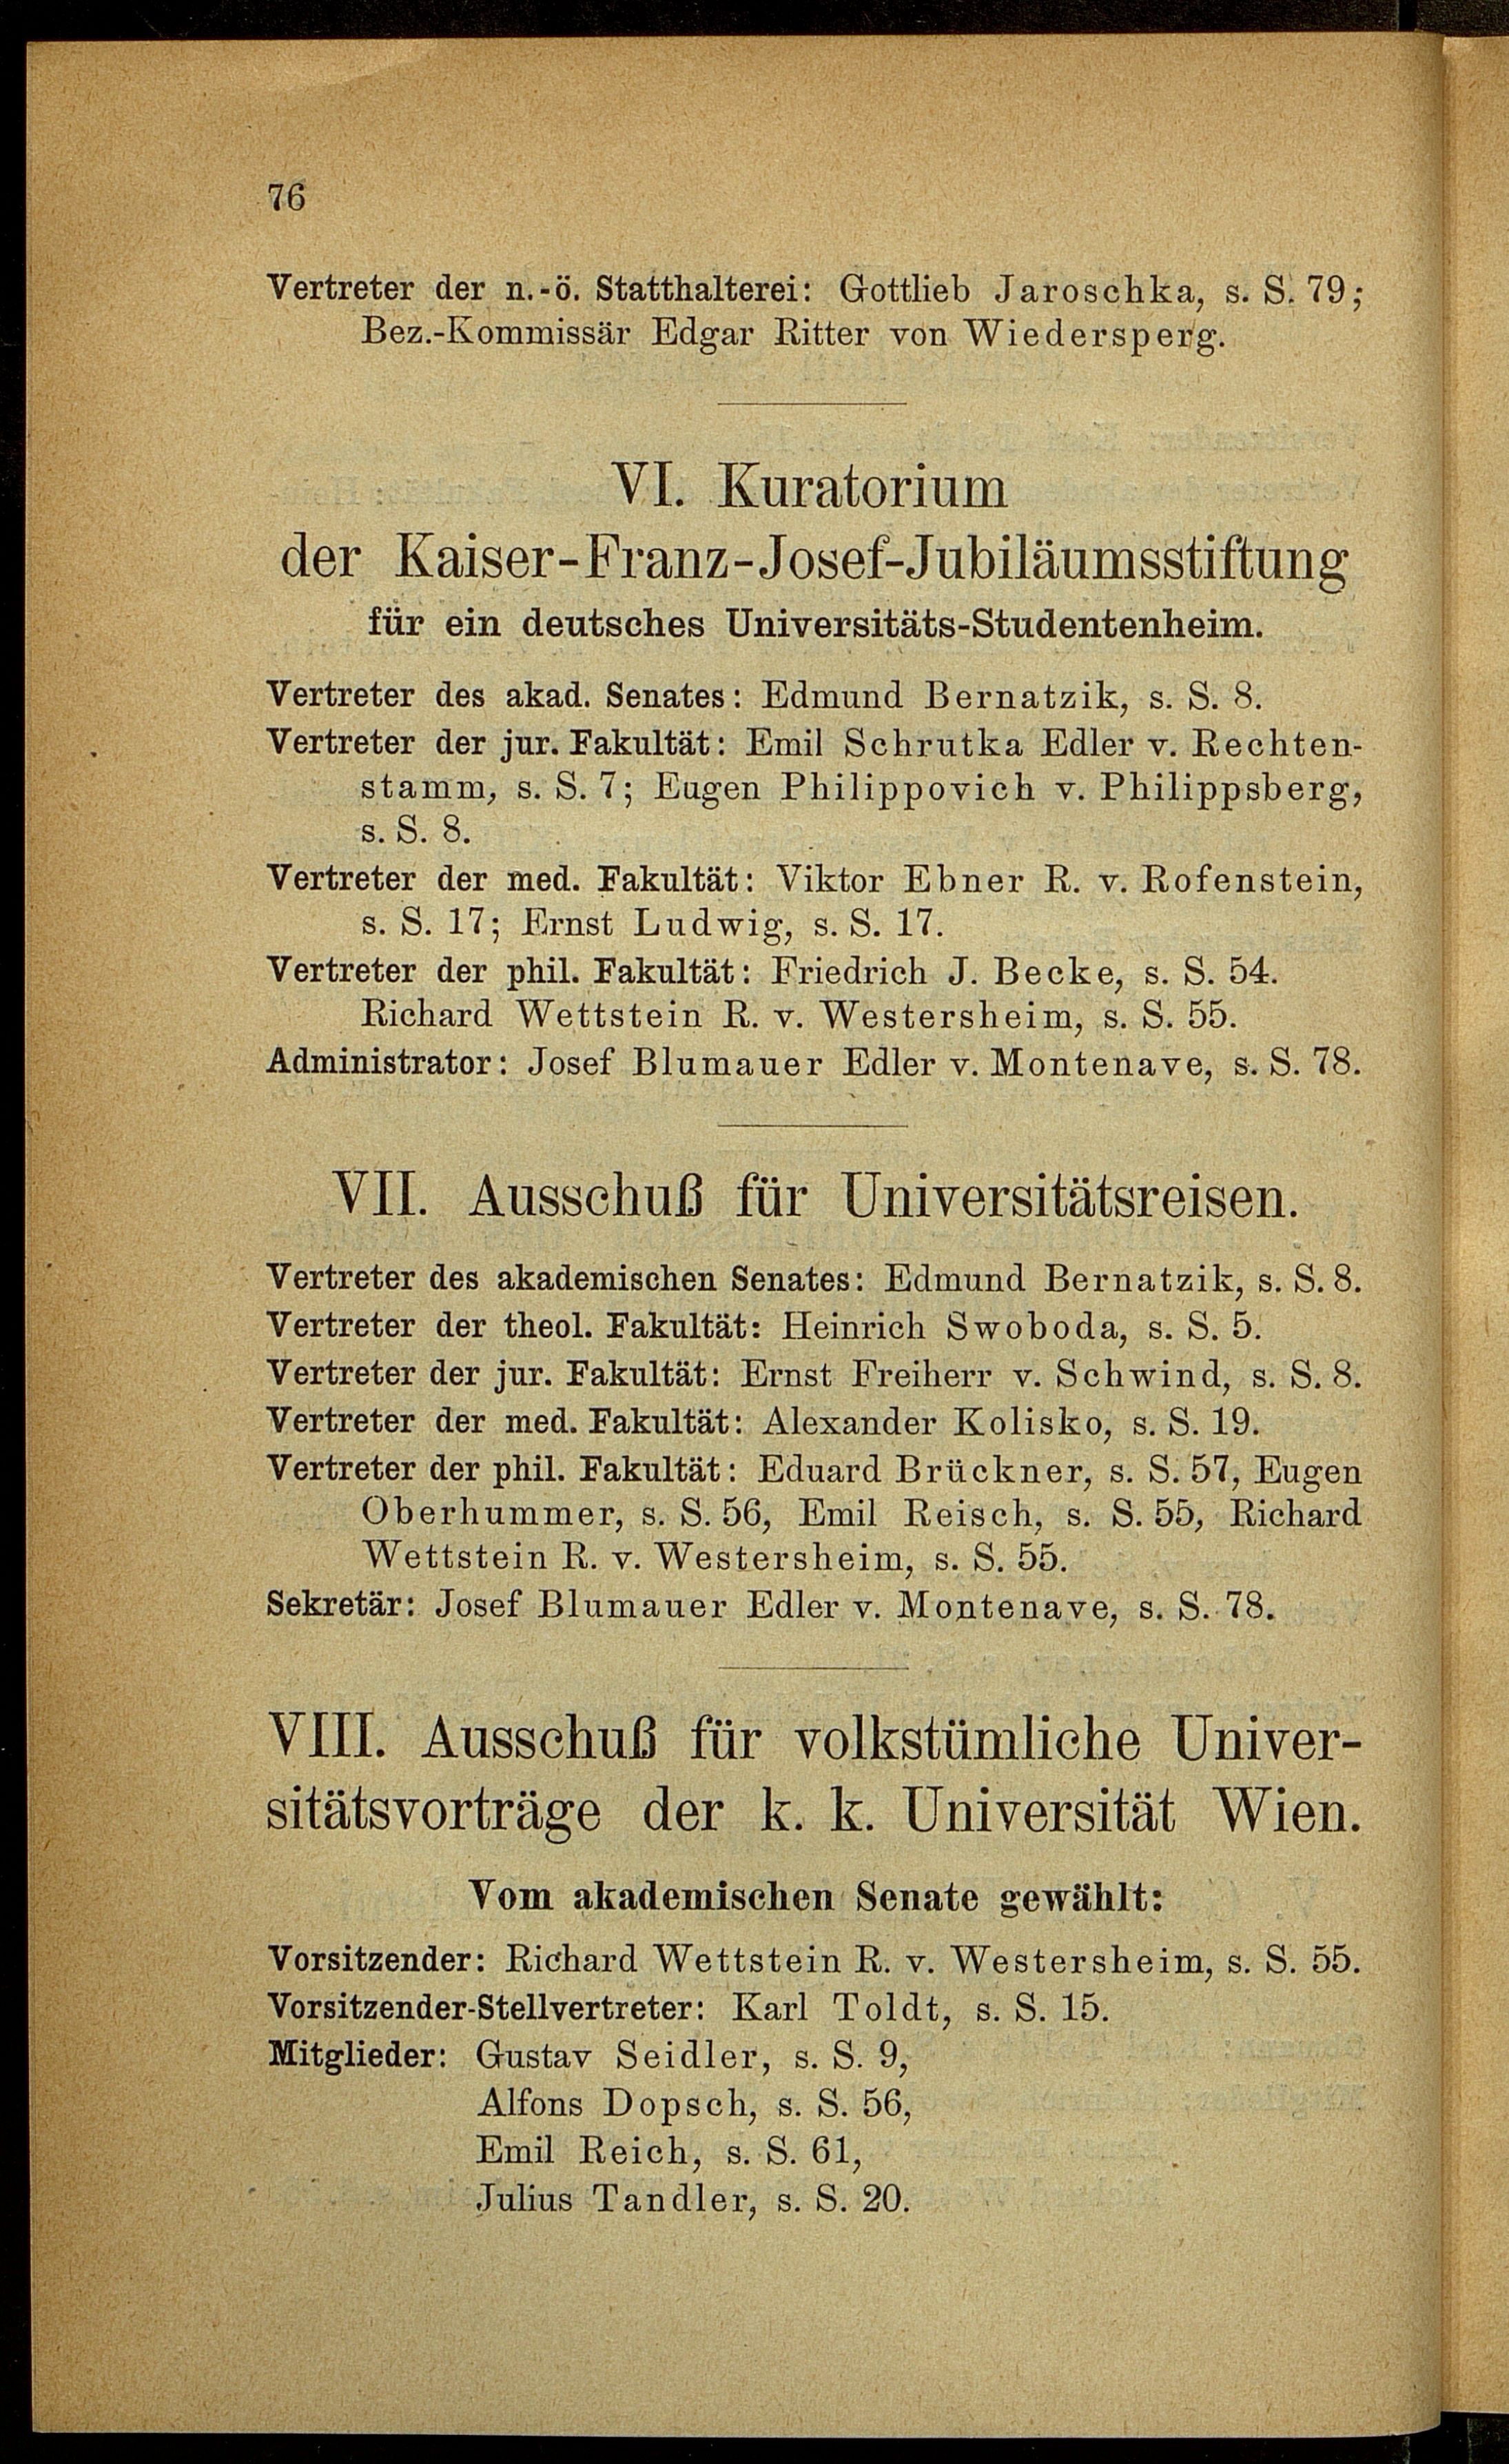 76
Vertreter der n.-ö. Statthalterei: Gottlieb Jaroschka, s. S. 79;
Bez.-Kommissär Edgar Ritter von Wiedersperg.
VI. Kuratorium
der Kaiser-Franz-Josef-Jubiläumsstiftung
für ein deutsches Universitäts-Studentenheim.
Vertreter des akad. Senates: Edmund Bernatzik, s. S. 8.
Vertreter der jur. Fakultät: Emil Schrutka Edler v. Rechten-
stamm, s. S. 7; Eugen Philippovich v. Philippsberg,
s. S. 8.
Vertreter der med. Fakultät: Viktor Ebner R. v. Rofenstein,
s. S. 17; Ernst Ludwig, s. S. 17.
Vertreter der phil. Fakultät: Friedrich J. Becke, s. S. 54.
Richard Wettstein R. v. Westersheim, s. S. 55.
Administrator: Josef Blumauer Edler v. Montenave, s. S. 78.
VII. Ausschuß für Universitätsreisen.
Vertreter des akademischen Senates: Edmund Bernatzik, s. S. 8.
Vertreter der theol. Fakultät: Heinrich Swoboda, s. S. 5.
Vertreter der jur. Fakultät: Ernst Freiherr v. Schwind, s. S. 8.
Vertreter der med. Fakultät: Alexander Kolisko, s. S. 19.
Vertreter der phil. Fakultät: Eduard Brückner, s. S. 57, Eugen
Oberhummer, s. S. 56, Emil Reisch, s. S. 55, Richard
Wettstein R. v. Westersheim, s. S. 55.
Sekretär: Josef Blumauer Edler v. Montenave, s. S. 78.
VIII. Ausschuß für volkstümliche Univer-
sitätsvorträge der k. k. Universität Wien.
Vom akademischen Senate gewählt:
Vorsitzender: Richard Wettstein R. v. Westersheim, s. S. 55.
Vorsitzender-Stellvertreter: Karl Toldt, s. S. 15.
Mitglieder: Gustav Seidler, s. S. 9,
Alfons Dopsch, s. S. 56,
Emil Reich, s. S. 61,
Julius Tandler, s. S. 20.